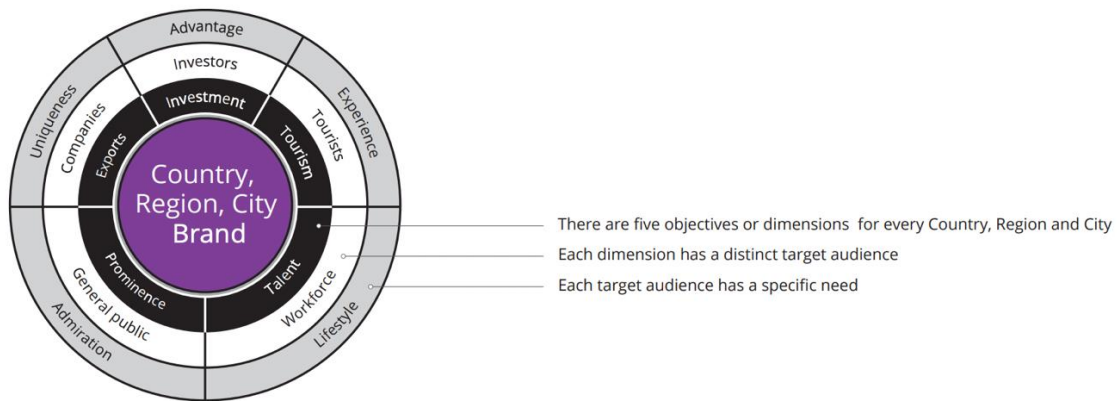 Advantage
Investors
Investment
Uniqueness
Companies
Exports
Experience
Tourists
Tourism
Country,
Region, City
Brand
Prominence
General public
Admiration
Talent
Workforce
Lifestyle
There are five objectives or dimensions for every Country, Region and City
Each dimension has a distinct target audience
Each target audience has a specific need